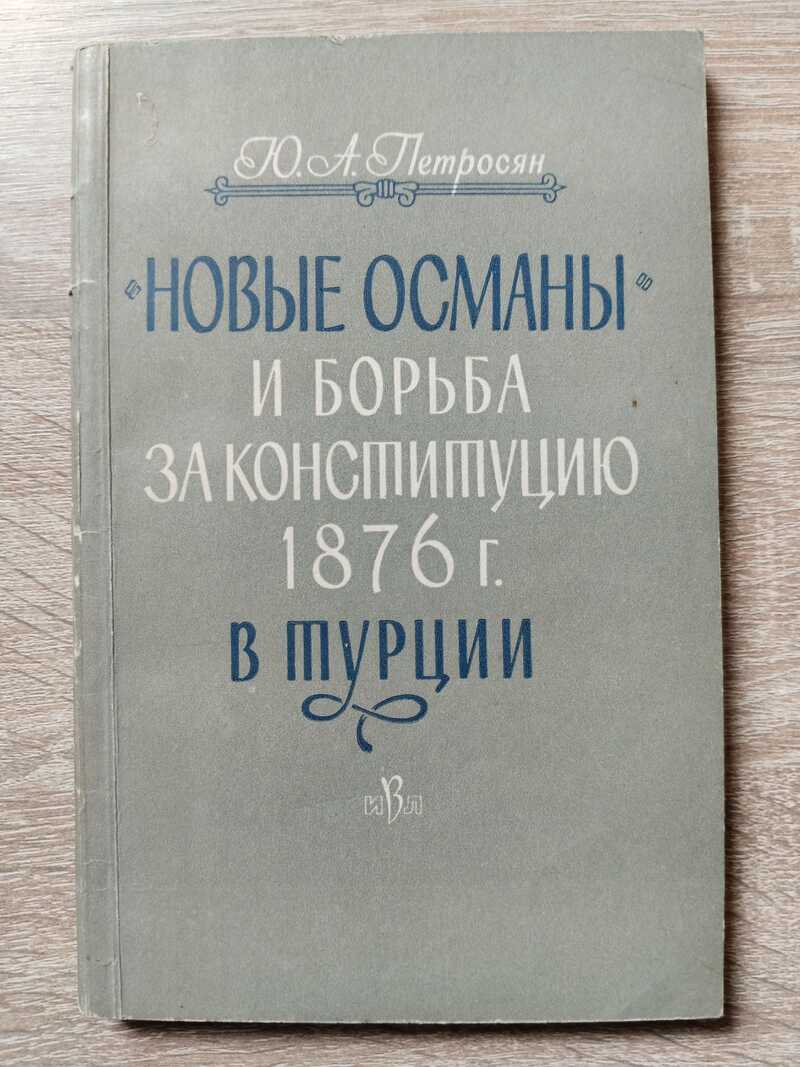 Ю. А. Петросян
"НОВЫЕ ОСМАНЫ"
И БОРЬБА
ЗА КОНСТИТУЦИЮ
1876 г.
В ТУРЦИИ
ИВЛ